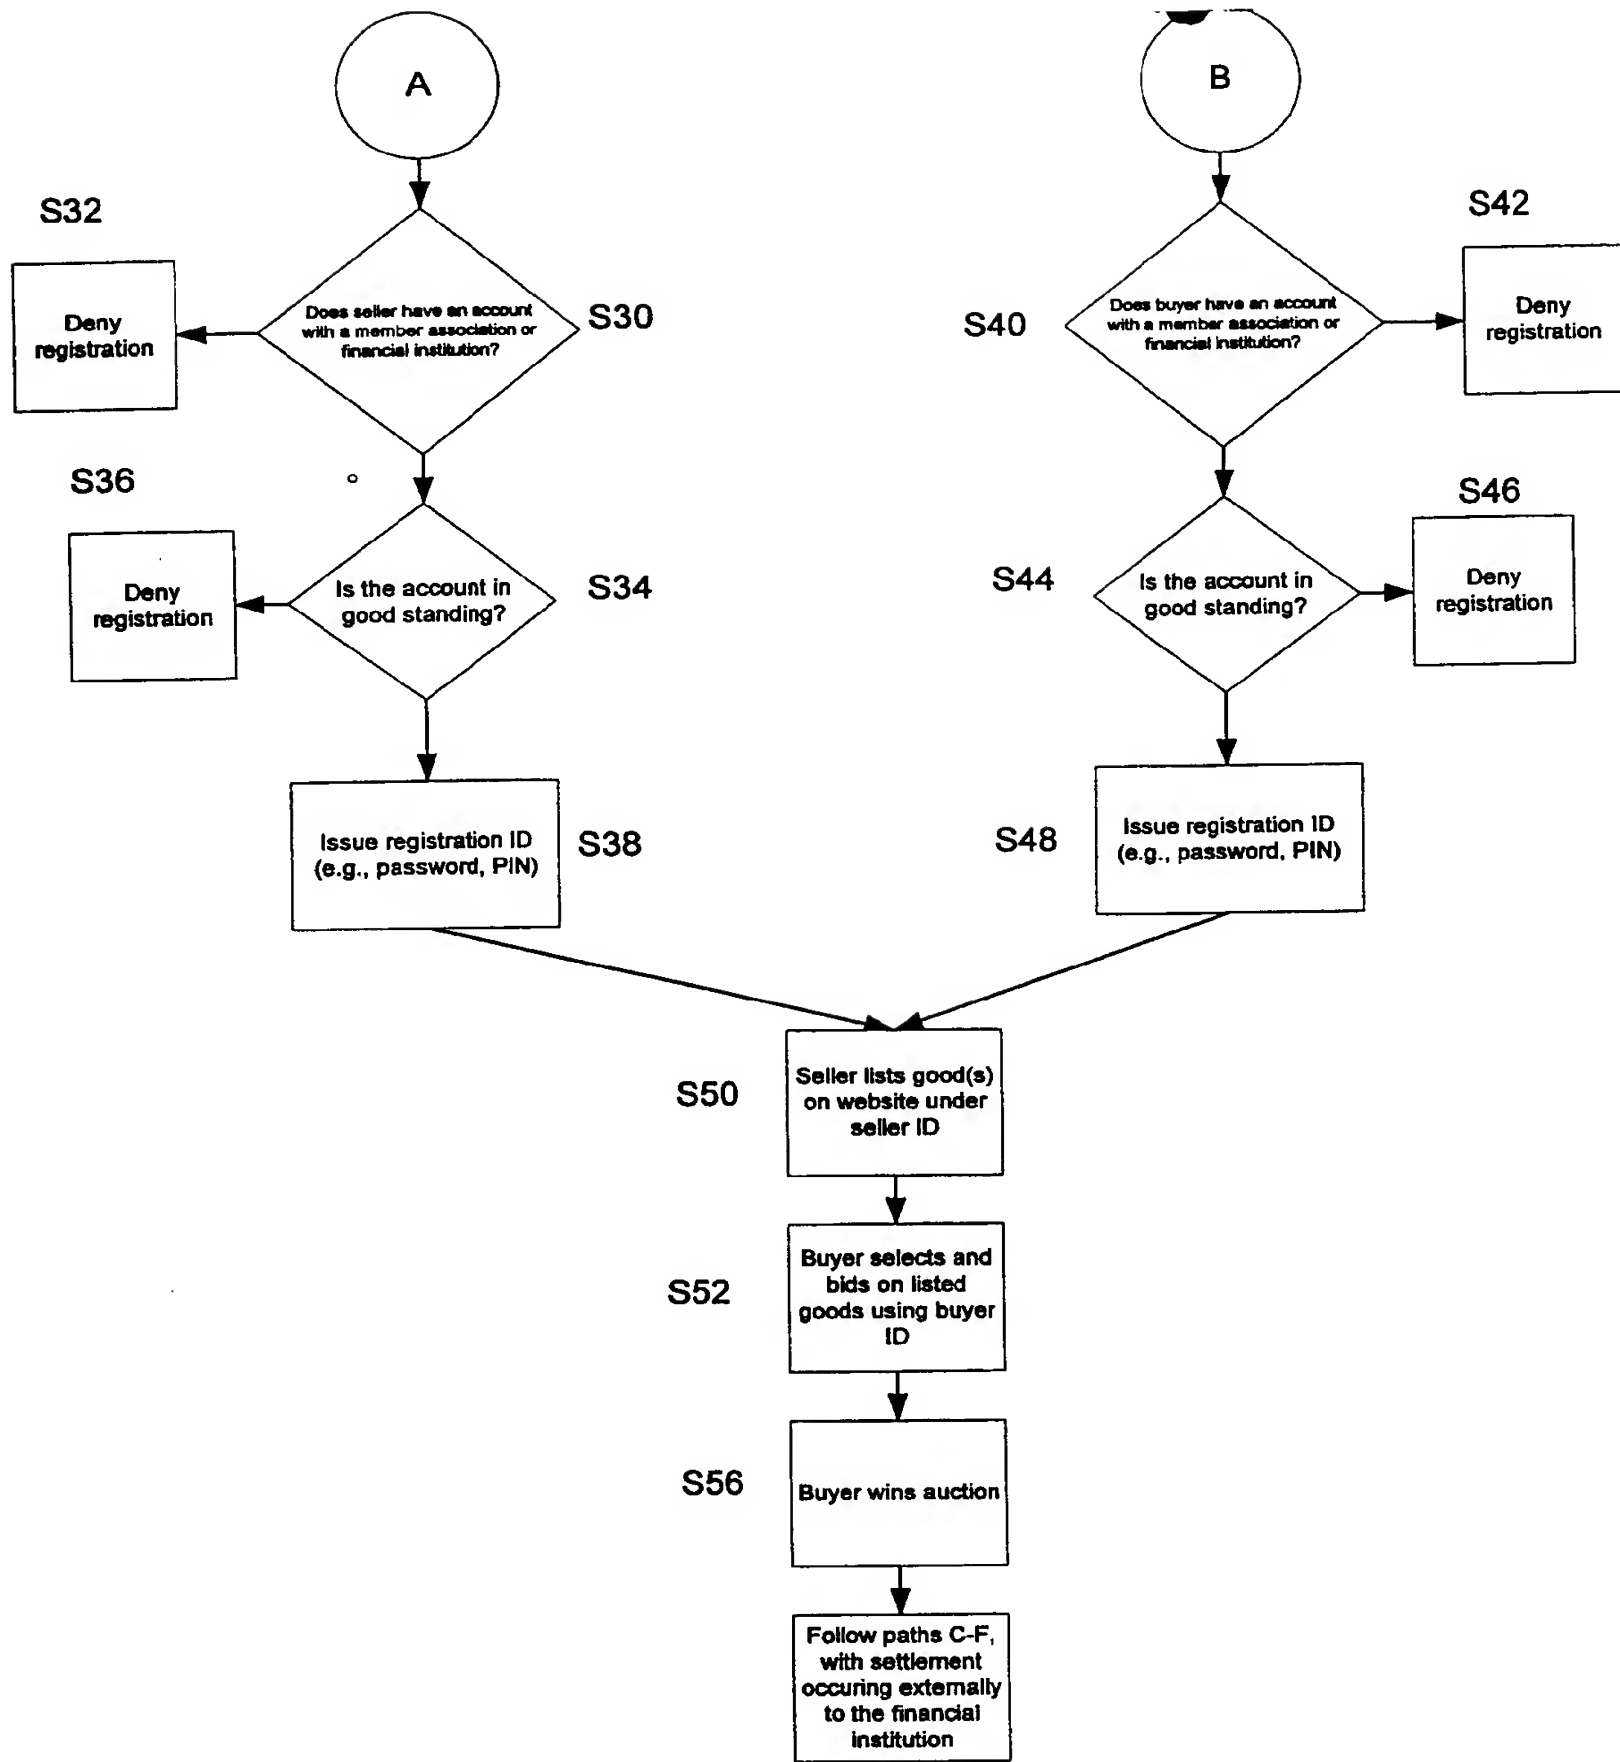 A
B
S32
S42
Does seller have an account
with a member association or
financial institution?
S30
S40
Does buyer have an account
with a member association or
financial institution?
Deny
registration
Deny
registration
S36
S46
Is the account in
good standing?
S34
S44
Is the account in
good standing?
Deny
registration
Deny
registration
Issue registration ID
(e.g., password, PIN)
S38
S48
Issue registration ID
(e.g., password, PIN)
S50
Seller lists good(s)
on website under
seller ID
S52
Buyer selects and
bids on listed
goods using buyer
ID
S56
Buyer wins auction
Follow paths C-F,
with settlement
occuring externally
to the financial
institution